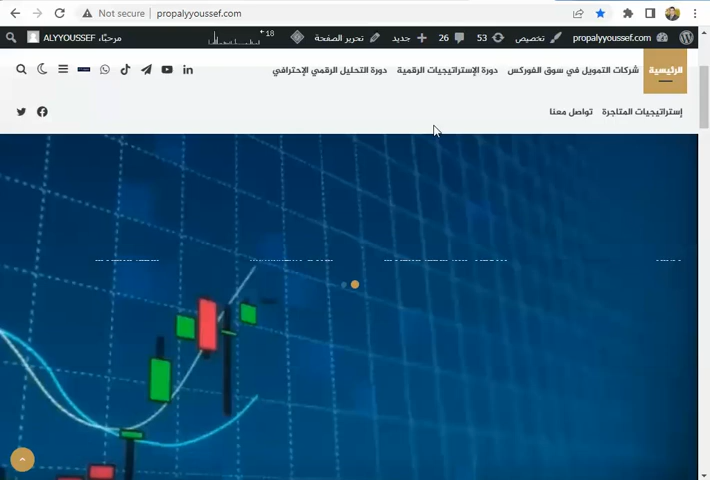 Not secure | propalyyoussef.com
propalyyoussef.com تخصيص 53 26 جديد تحرير الصفحة +18 مرحبًا، ALYYOUSSEF
الرئيسية شركات التمويل في سوق الفوركس دورة الإستراتيجيات الرقمية دورة التحليل الرقمي الإحترافي
إستراتيجيات المتاجرة تواصل معنا